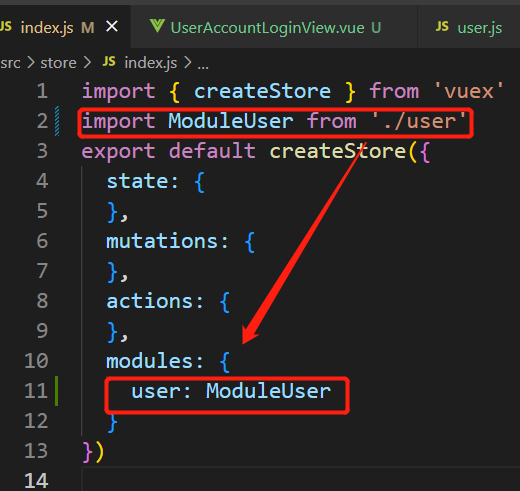 JS index.js M × UserAccountLoginView.vue U JS user.js
src > store > JS index.js > ...
1 import { createStore } from 'vuex'
2 import ModuleUser from './user'
3 export default createStore({
4 state: {
5 },
6 mutations: {
7 },
8 actions: {
9 },
10 modules: {
11 user: ModuleUser
12 }
13 })
14